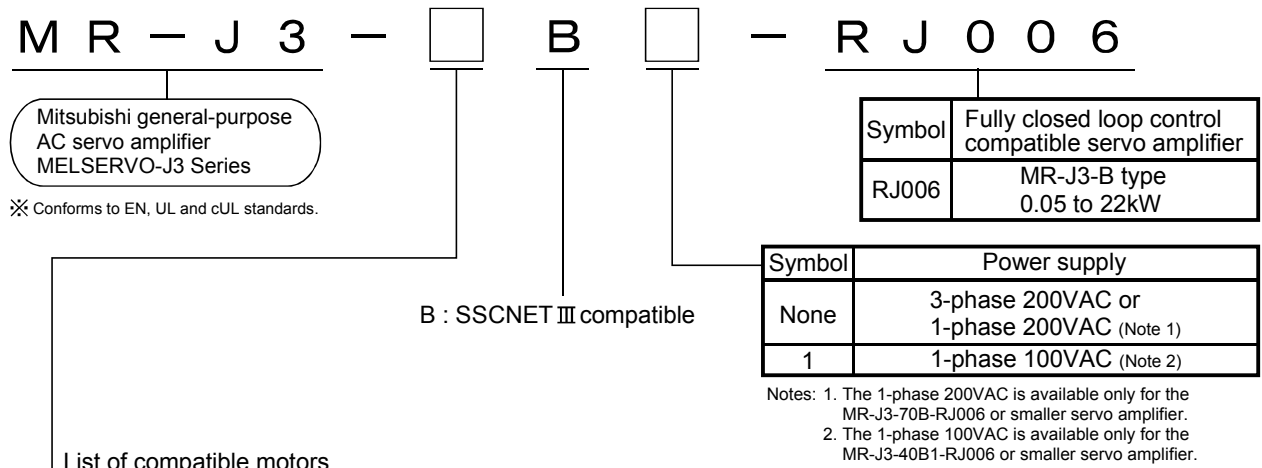 MR-J3-□B□-RJ006
Mitsubishi general-purpose
AC servo amplifier
MELSERVO-J3 Series
※ Conforms to EN, UL and cUL standards.
Symbol Fully closed loop control
compatible servo amplifier
RJ006 MR-J3-B type
0.05 to 22kW
B : SSCNETⅢ compatible
Symbol Power supply
None 3-phase 200VAC or
1-phase 200VAC (Note 1)
1 1-phase 100VAC (Note 2)
Notes: 1. The 1-phase 200VAC is available only for the
MR-J3-70B-RJ006 or smaller servo amplifier.
2. The 1-phase 100VAC is available only for the
MR-J3-40B1-RJ006 or smaller servo amplifier.
List of compatible motors